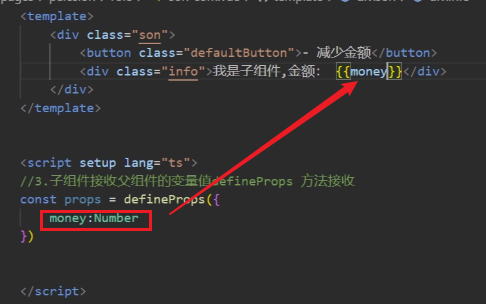 <template>
<div class="son">
<button class="defaultButton">- 减少金额</button>
<div class="info">我是子组件,金额: {{money}}</div>
</div>
</template>
<script setup lang="ts">
//3.子组件接收父组件的变量值defineProps 方法接收
const props = defineProps({
money:Number
})
</script>